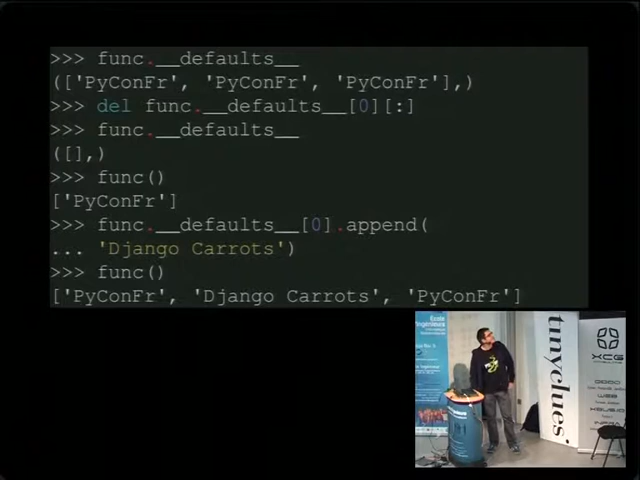 >>> func.__defaults__
(['PyConFr', 'PyConFr', 'PyConFr'],)
>>> del func.__defaults__[0][:]
>>> func.__defaults__
([],)
>>> func()
['PyConFr']
>>> func.__defaults__[0].append(
... 'Django Carrots')
>>> func()
['PyConFr', 'Django Carrots', 'PyConFr']
tinyclues
XCG